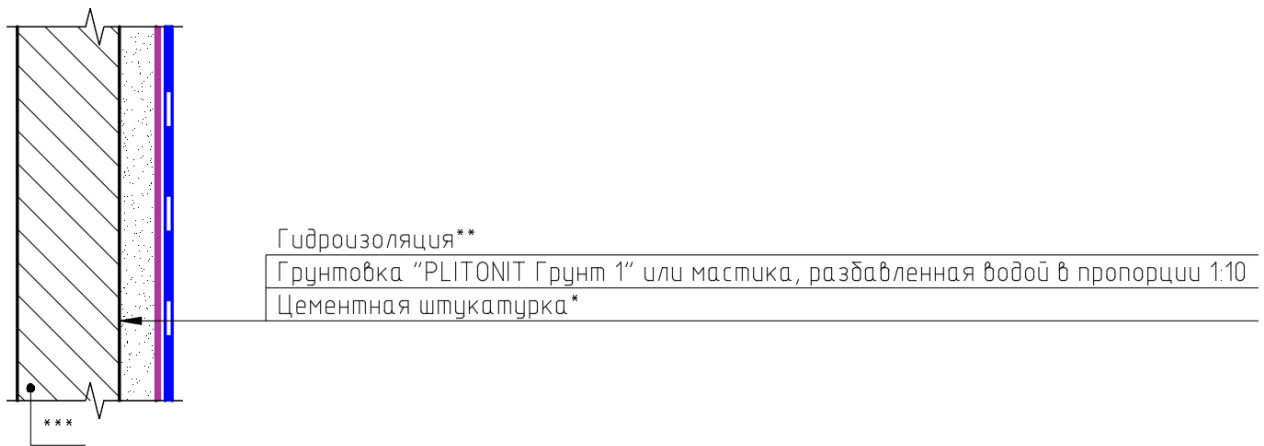 Гидроизоляция**
Грунтовка "PLITONIT Грунт 1" или мастика, разбавленная водой в пропорции 1:10
Цементная штукатурка*
***